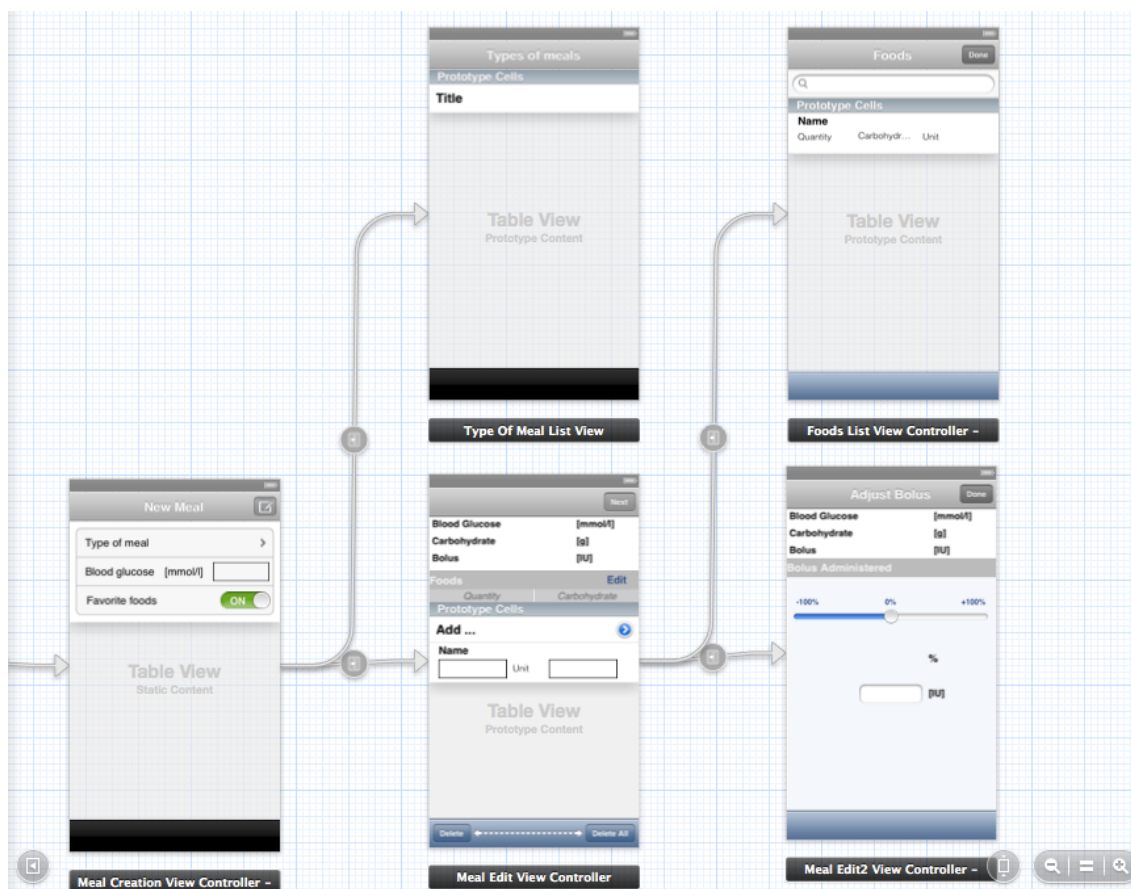 Types of meals
Prototype Cells
Title
Table View
Prototype Content
Type Of Meal List View
Foods
Done
Prototype Cells
Name
Quantity Carbohydr... Unit
Table View
Prototype Content
Foods List View Controller –
New Meal
Type of meal
Blood glucose [mmol/l]
Favorite foods ON
Table View
Static Content
Meal Creation View Controller –
Next
Blood Glucose [mmol/l]
Carbohydrate [g]
Bolus [IU]
Foods Edit
Quantity Carbohydrate
Prototype Cells
Add ...
Name
Unit
Table View
Prototype Content
Delete Delete All
Meal Edit View Controller
Adjust Bolus Done
Blood Glucose [mmol/l]
Carbohydrate [g]
Bolus [IU]
Bolus Administered
-100% 0% +100%
%
[IU]
Meal Edit2 View Controller –